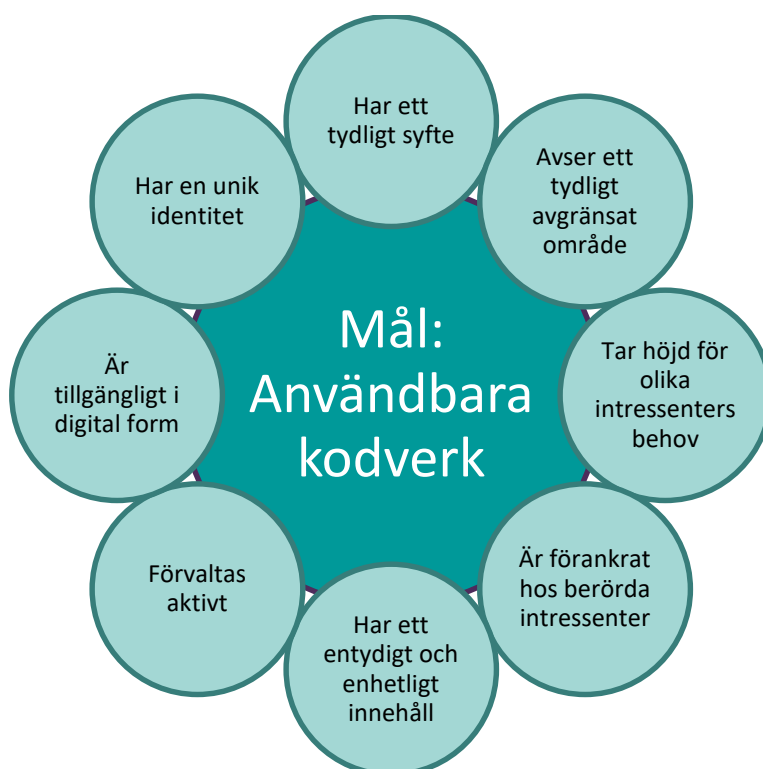 Har ett
tydligt syfte
Avser ett
tydligt
avgränsat
område
Tar höjd för
olika
intressenters
behov
Är förankrat
hos berörda
intressenter
Har ett
entydigt och
enhetligt
innehåll
Förvaltas
aktivt
Är
tillgängligt i
digital form
Har en unik
identitet
Mål:
Användbara
kodverk